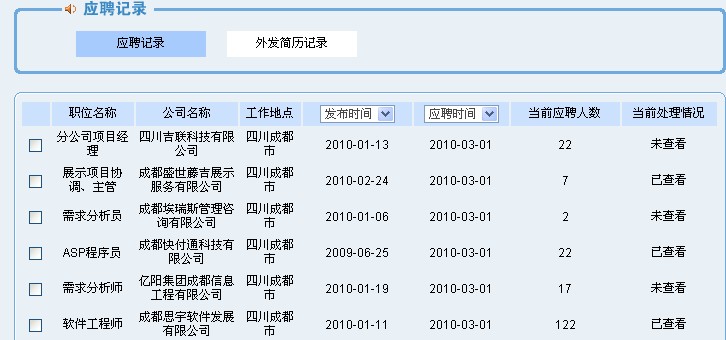 应聘记录
应聘记录 外发简历记录
职位名称 公司名称 工作地点 发布时间 应聘时间 当前应聘人数 当前处理情况
分公司项目经 四川吉联科技有限 四川成都
理 公司 市 2010-01-13 2010-03-01 22 未查看
展示项目协 成都盛世藤吉展示 四川成都
调、主管 服务有限公司 市 2010-02-24 2010-03-01 7 已查看
需求分析员 成都埃瑞斯管理咨 四川成都
询有限公司 市 2010-01-06 2010-03-01 2 未查看
ASP程序员 成都快付通科技有 四川成都
限公司 市 2009-06-25 2010-03-01 22 已查看
需求分析师 亿阳集团成都信息 四川成都
工程有限公司 市 2010-01-19 2010-03-01 17 未查看
软件工程师 成都思宇软件发展 四川成都
有限公司 市 2010-01-11 2010-03-01 122 已查看